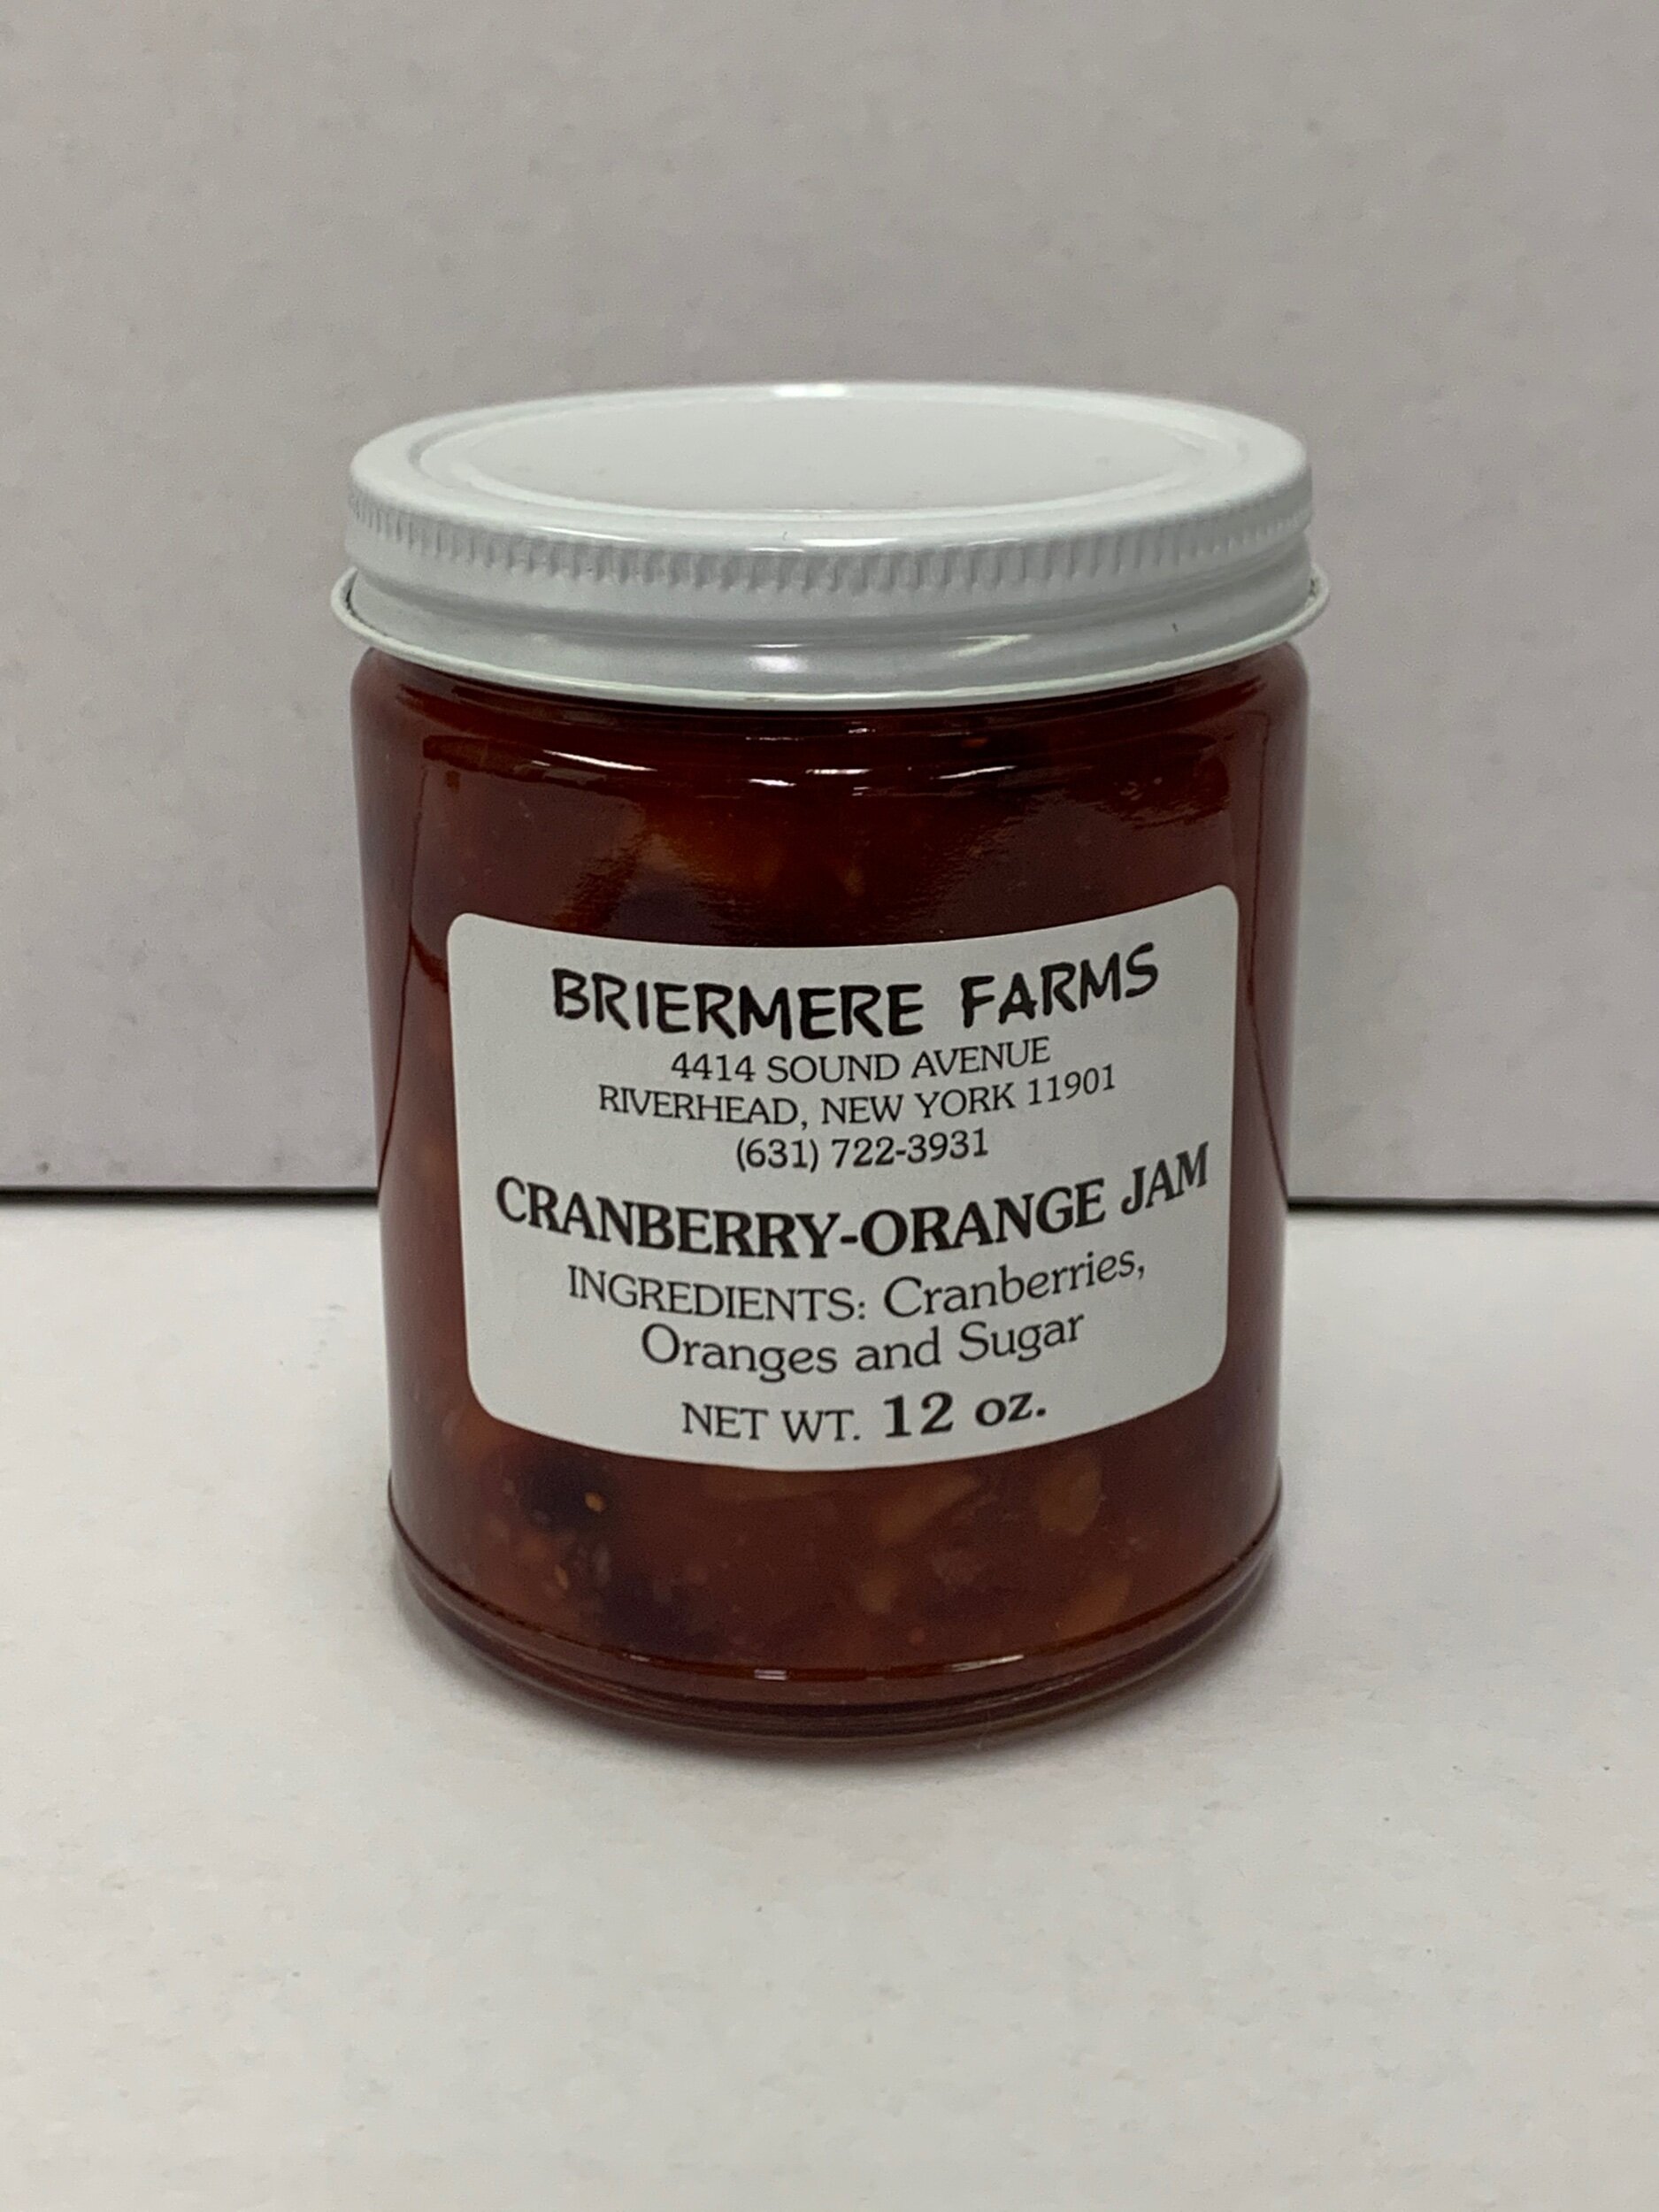 BRIERMERE FARMS
4414 SOUND AVENUE
RIVERHEAD, NEW YORK 11901
(631) 722-3931
CRANBERRY-ORANGE JAM
INGREDIENTS: Cranberries,
Oranges and Sugar
NET WT. 12 oz.